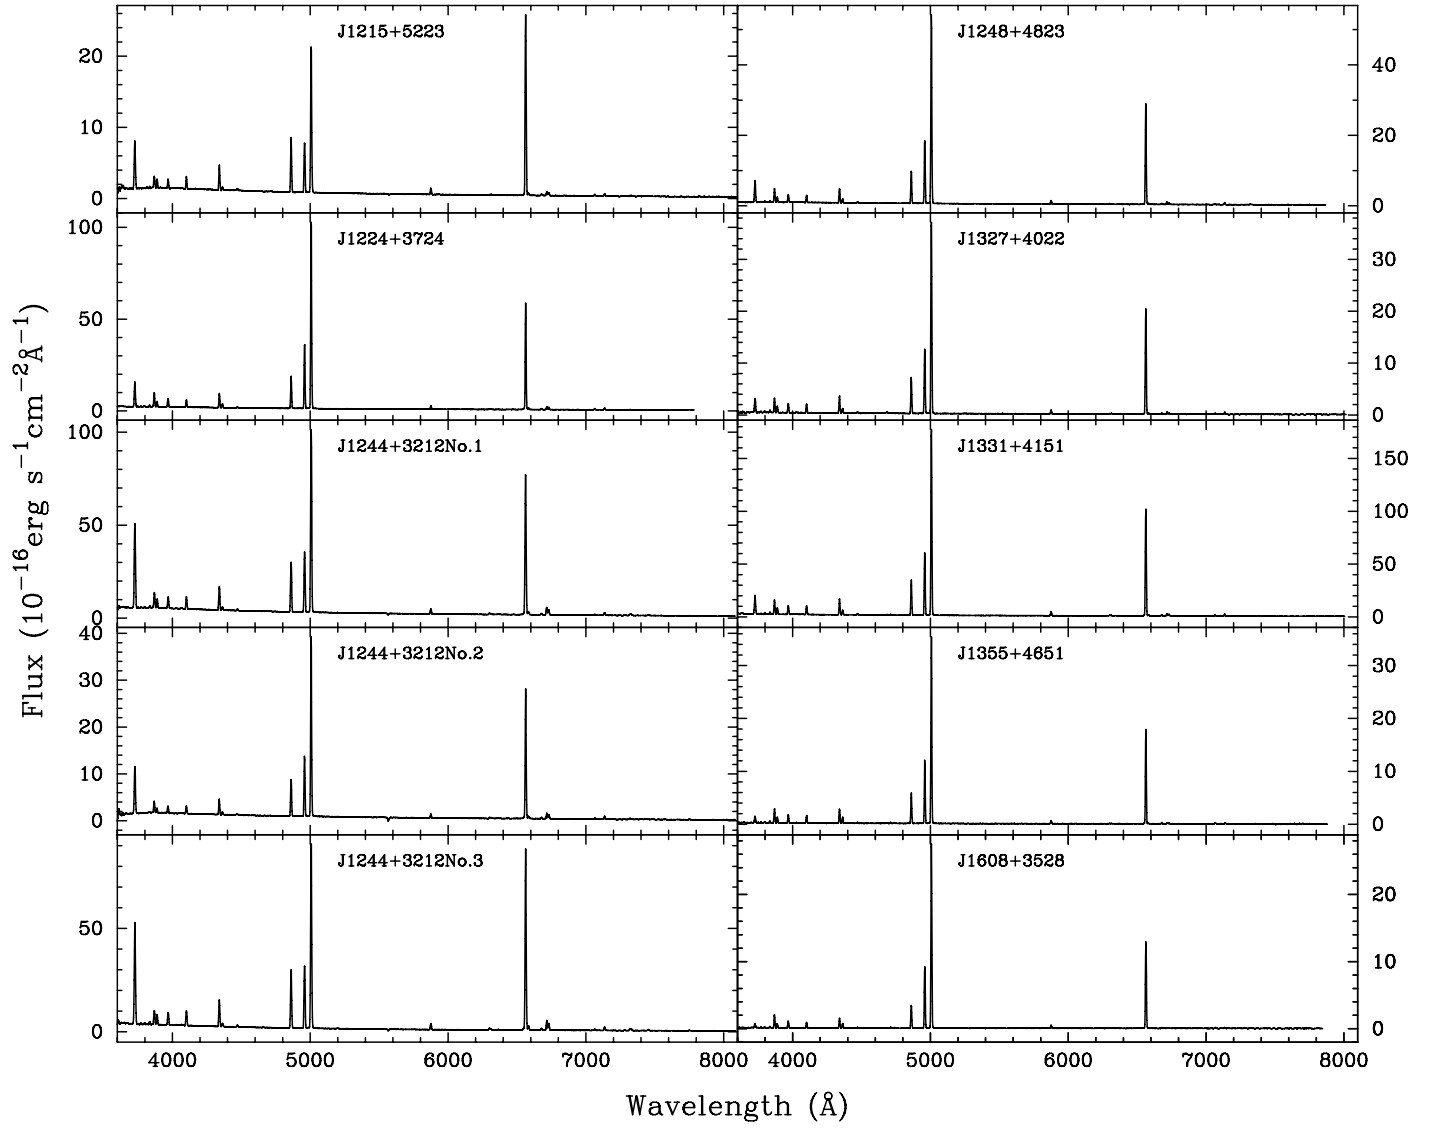 J1215+5223
J1248+4823
20
10
0
40
20
0
J1224+3724
J1327+4022
100
50
0
30
20
10
0
J1244+3212No.1
J1331+4151
100
50
0
150
100
50
0
J1244+3212No.2
J1355+4651
40
30
20
10
0
30
20
10
0
J1244+3212No.3
J1608+3528
50
0
20
10
0
4000 5000 6000 7000 8000 4000 5000 6000 7000 8000
Wavelength (Å)
Flux (10⁻¹⁶erg s⁻¹cm⁻²Å⁻¹)